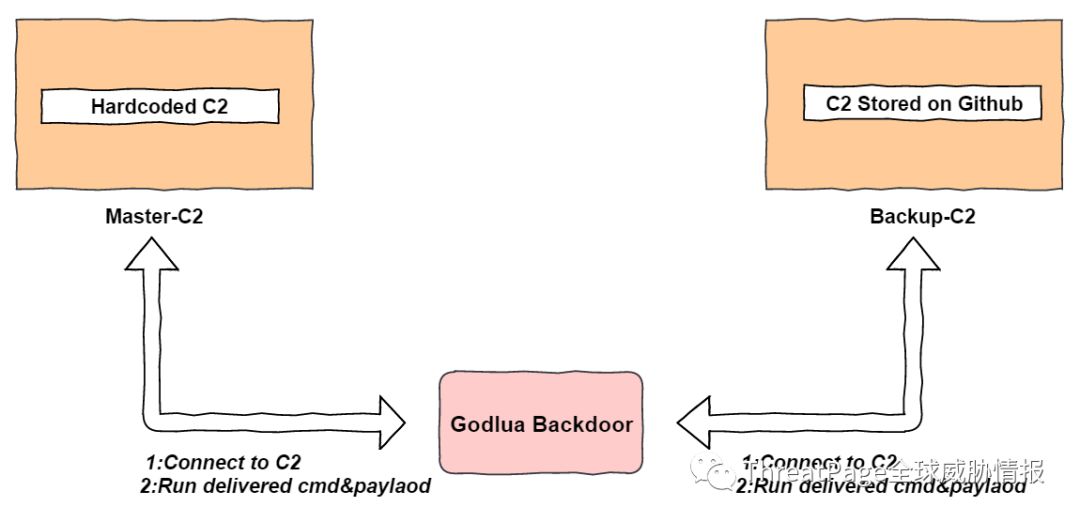 Hardcoded C2
C2 Stored on Github
Master-C2
Backup-C2
Godlua Backdoor
1:Connect to C2
2:Run delivered cmd&paylaod
1:Connect to C2
2:Run delivered cmd&paylaod
ThreatPage全球威胁情报